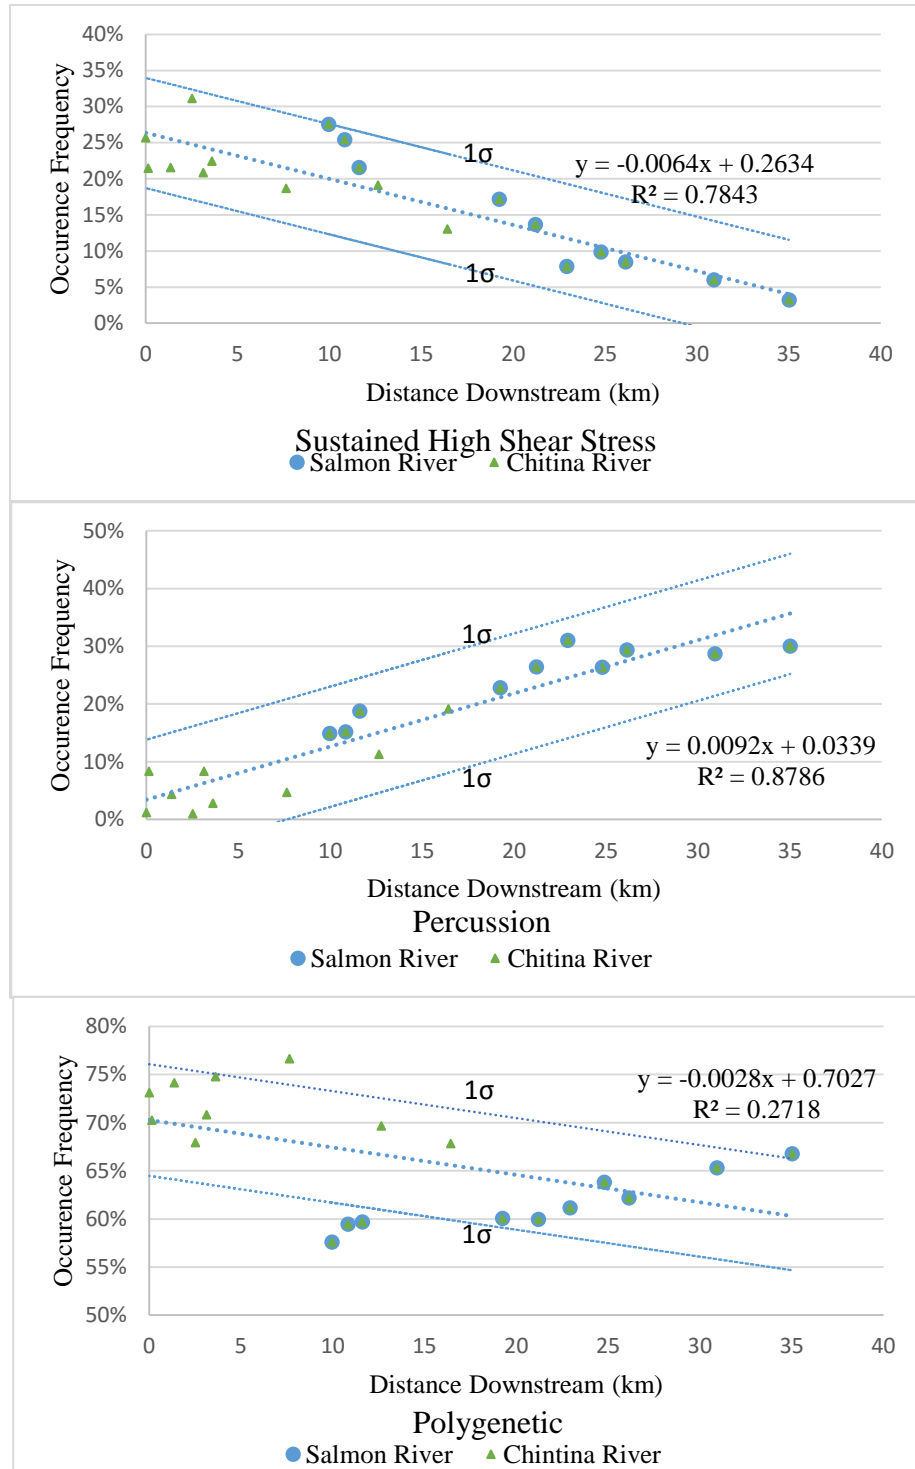 40%
35%
30%
25%
20%
15%
10%
5%
0%
Occurence Frequency
1σ
y = -0.0064x + 0.2634
R² = 0.7843
1σ
0 5 10 15 20 25 30 35 40
Distance Downstream (km)
Sustained High Shear Stress
Salmon River Chitina River
50%
40%
30%
20%
10%
0%
Occurence Frequency
1σ
y = 0.0092x + 0.0339
R² = 0.8786
1σ
0 5 10 15 20 25 30 35 40
Distance Downstream (km)
Percussion
Salmon River Chitina River
80%
75%
70%
65%
60%
55%
50%
Occurence Frequency
1σ
y = -0.0028x + 0.7027
R² = 0.2718
1σ
0 5 10 15 20 25 30 35 40
Distance Downstream (km)
Polygenetic
Salmon River Chintina River